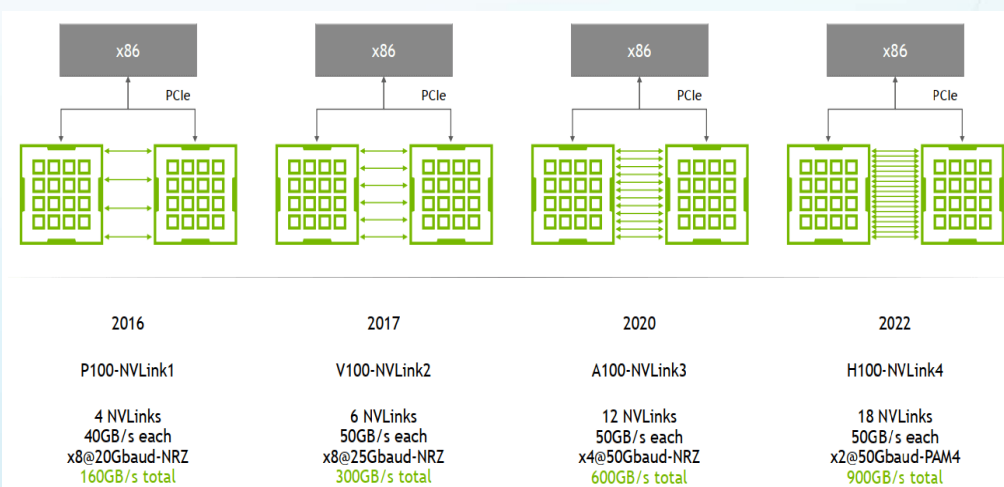 x86
PCIe
x86
PCIe
x86
PCIe
x86
PCIe
2016
P100-NVLink1
4 NVLinks
40GB/s each
x8@20Gbaud-NRZ
160GB/s total
2017
V100-NVLink2
6 NVLinks
50GB/s each
x8@25Gbaud-NRZ
300GB/s total
2020
A100-NVLink3
12 NVLinks
50GB/s each
x4@50Gbaud-NRZ
600GB/s total
2022
H100-NVLink4
18 NVLinks
50GB/s each
x2@50Gbaud-PAM4
900GB/s total